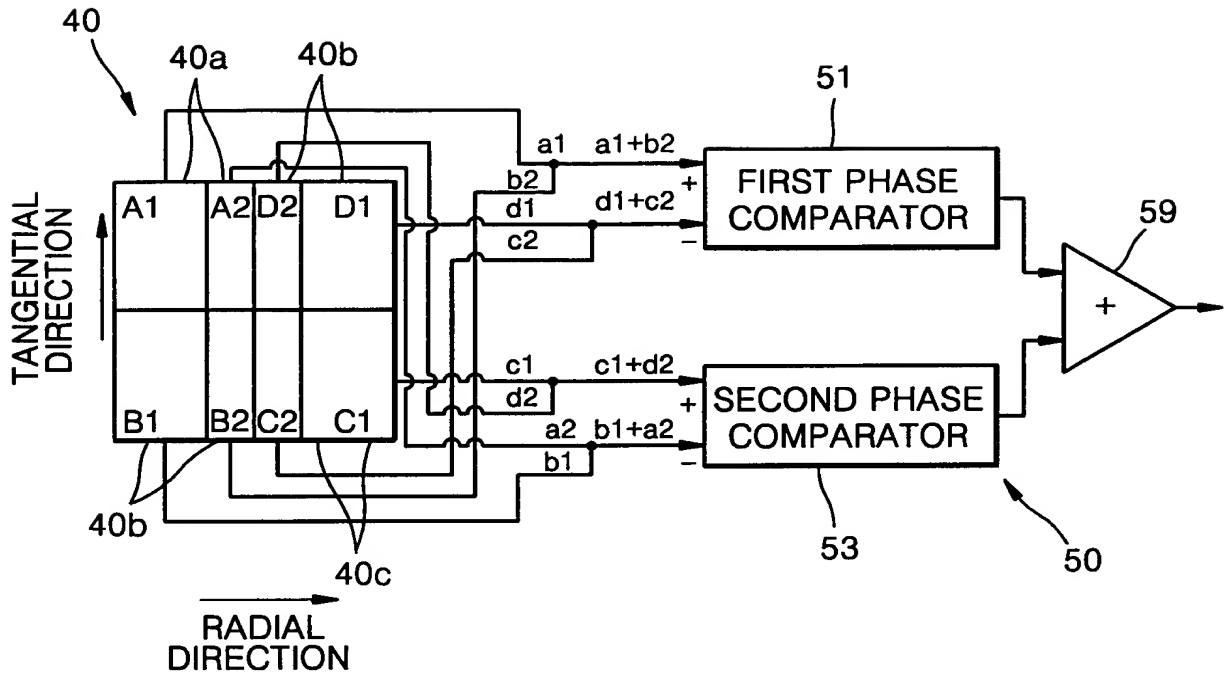 40
40a
40b
51
a1
a1+b2
b2
+
FIRST PHASE
COMPARATOR
A1
A2
D2
D1
d1
d1+c2
c2
−
59
+
TANGENTIAL
DIRECTION
c1
c1+d2
d2
+
SECOND PHASE
COMPARATOR
B1
B2
C2
C1
a2
b1+a2
b1
−
40b
40c
53
50
RADIAL
DIRECTION